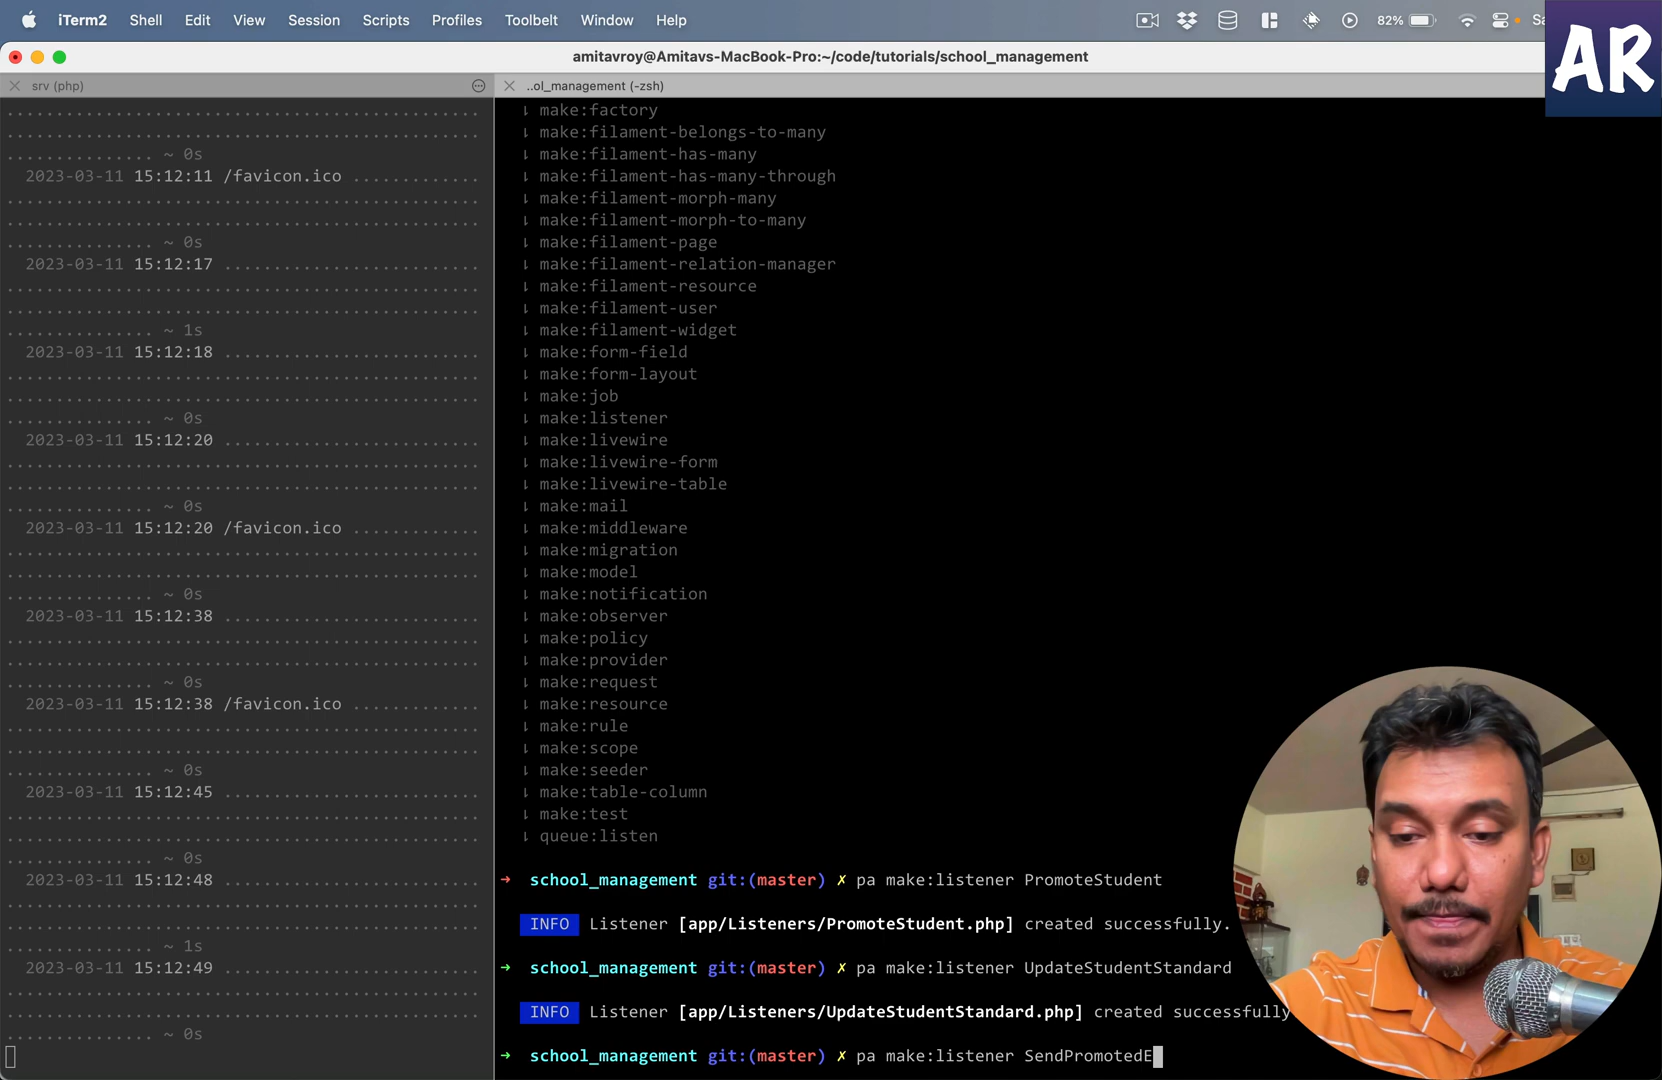 iTerm2 Shell Edit View Session Scripts Profiles Toolbelt Window Help 82% Sa
AR
amitavroy@Amitavs-MacBook-Pro:~/code/tutorials/school_management
srv (php)
..ol_management (-zsh)
................................................
................................................
............... ~ 0s
2023-03-11 15:12:11 /favicon.ico .............
................................................
................................................
............... ~ 0s
2023-03-11 15:12:17 ..........................
................................................
................................................
............... ~ 1s
2023-03-11 15:12:18 ..........................
................................................
................................................
............... ~ 0s
2023-03-11 15:12:20 ..........................
................................................
................................................
............... ~ 0s
2023-03-11 15:12:20 /favicon.ico .............
................................................
................................................
............... ~ 0s
2023-03-11 15:12:38 ..........................
................................................
................................................
............... ~ 0s
2023-03-11 15:12:38 /favicon.ico .............
................................................
................................................
............... ~ 0s
2023-03-11 15:12:45 ..........................
................................................
................................................
............... ~ 0s
2023-03-11 15:12:48 ..........................
................................................
................................................
............... ~ 1s
2023-03-11 15:12:49 ..........................
................................................
................................................
............... ~ 0s
⇂ make:factory
⇂ make:filament-belongs-to-many
⇂ make:filament-has-many
⇂ make:filament-has-many-through
⇂ make:filament-morph-many
⇂ make:filament-morph-to-many
⇂ make:filament-page
⇂ make:filament-relation-manager
⇂ make:filament-resource
⇂ make:filament-user
⇂ make:filament-widget
⇂ make:form-field
⇂ make:form-layout
⇂ make:job
⇂ make:listener
⇂ make:livewire
⇂ make:livewire-form
⇂ make:livewire-table
⇂ make:mail
⇂ make:middleware
⇂ make:migration
⇂ make:model
⇂ make:notification
⇂ make:observer
⇂ make:policy
⇂ make:provider
⇂ make:request
⇂ make:resource
⇂ make:rule
⇂ make:scope
⇂ make:seeder
⇂ make:table-column
⇂ make:test
⇂ queue:listen
➜ school_management git:(master) ✗ pa make:listener PromoteStudent
INFO Listener [app/Listeners/PromoteStudent.php] created successfully.
➜ school_management git:(master) ✗ pa make:listener UpdateStudentStandard
INFO Listener [app/Listeners/UpdateStudentStandard.php] created successfully
➜ school_management git:(master) ✗ pa make:listener SendPromotedE